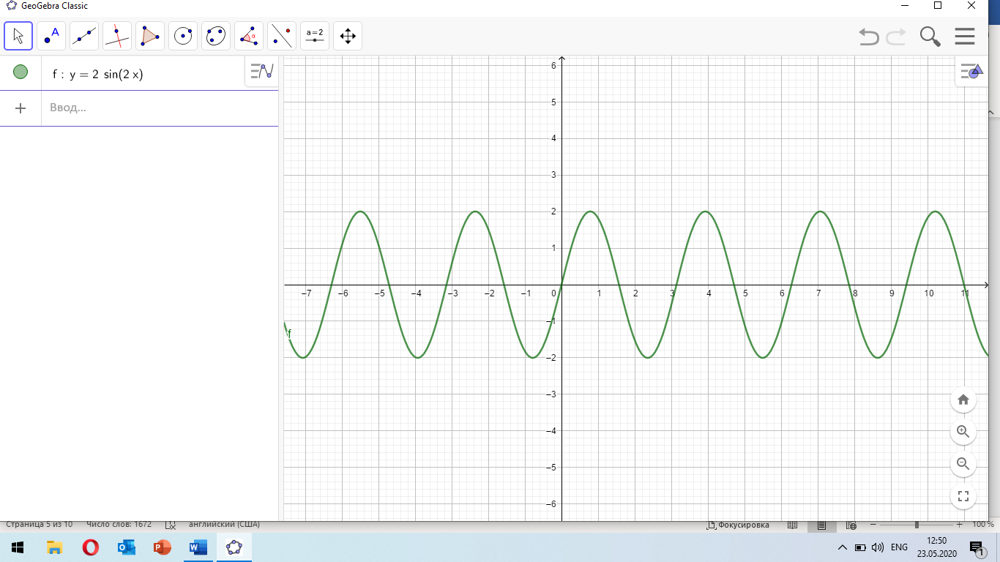 GeoGebra Classic
A
α
a=2
f : y = 2 sin(2 x)
Ввод...
6
5
4
3
2
1
–7 –6 –5 –4 –3 –2 –1 0 1 2 3 4 5 6 7 8 9 10 11
–1
f
–2
–3
–4
–5
–6
Страница 5 из 10 Число слов: 1672 английский (США) Фокусировка 100 %
ENG
12:50
23.05.2020
1